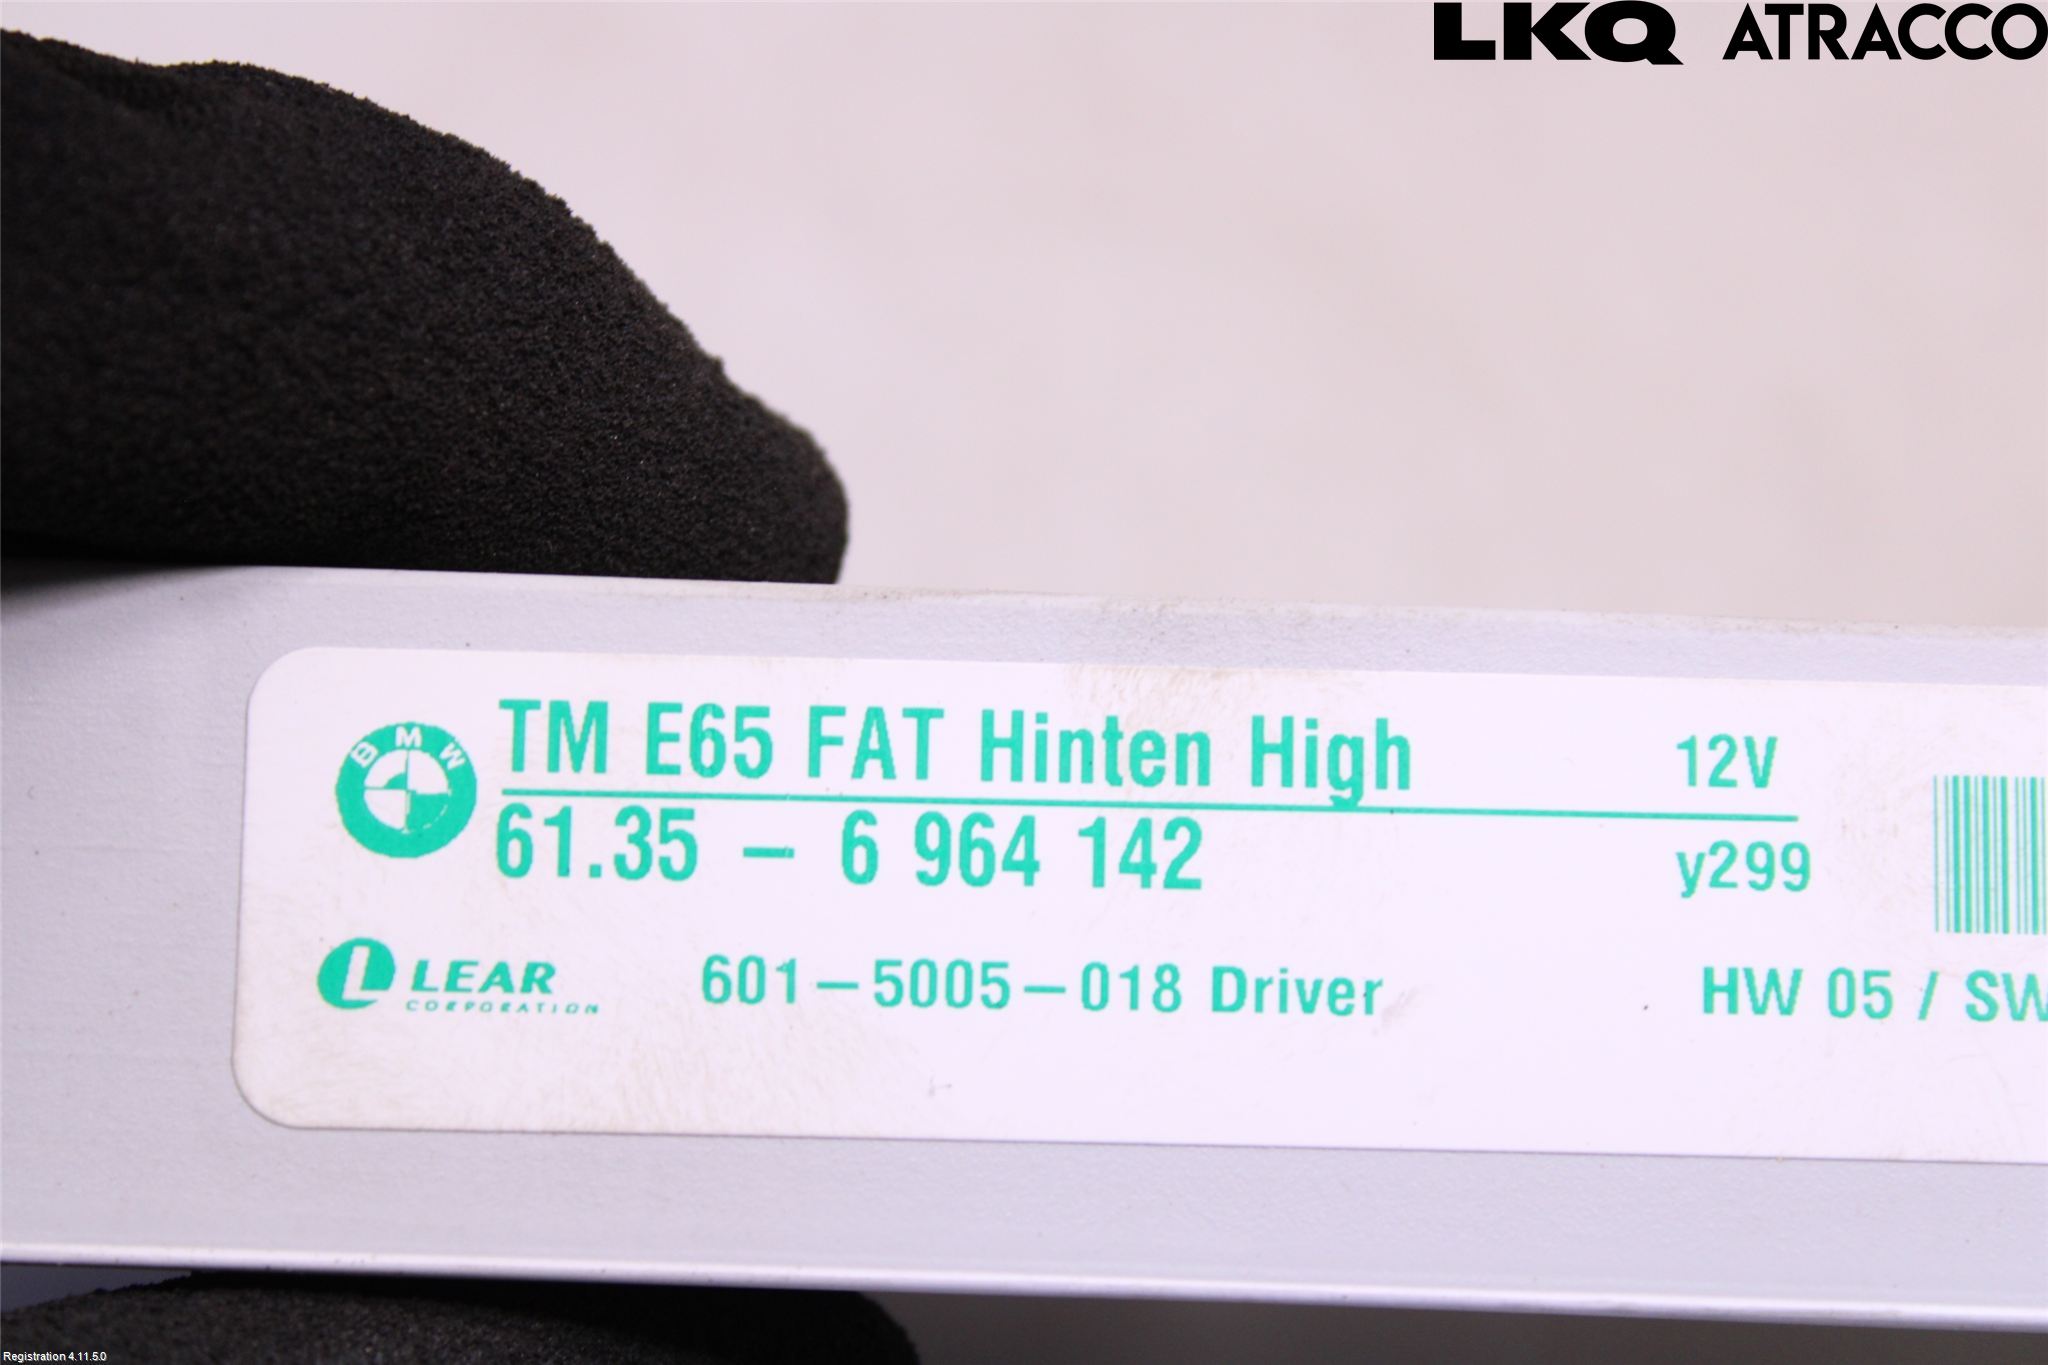 LKQ ATRACCO
BMW
TM E65 FAT Hinten High 12V
61.35 – 6 964 142 y299
L LEAR
CORPORATION
601–5005–018 Driver
HW 05 / SW
Registration 4.11.5.0